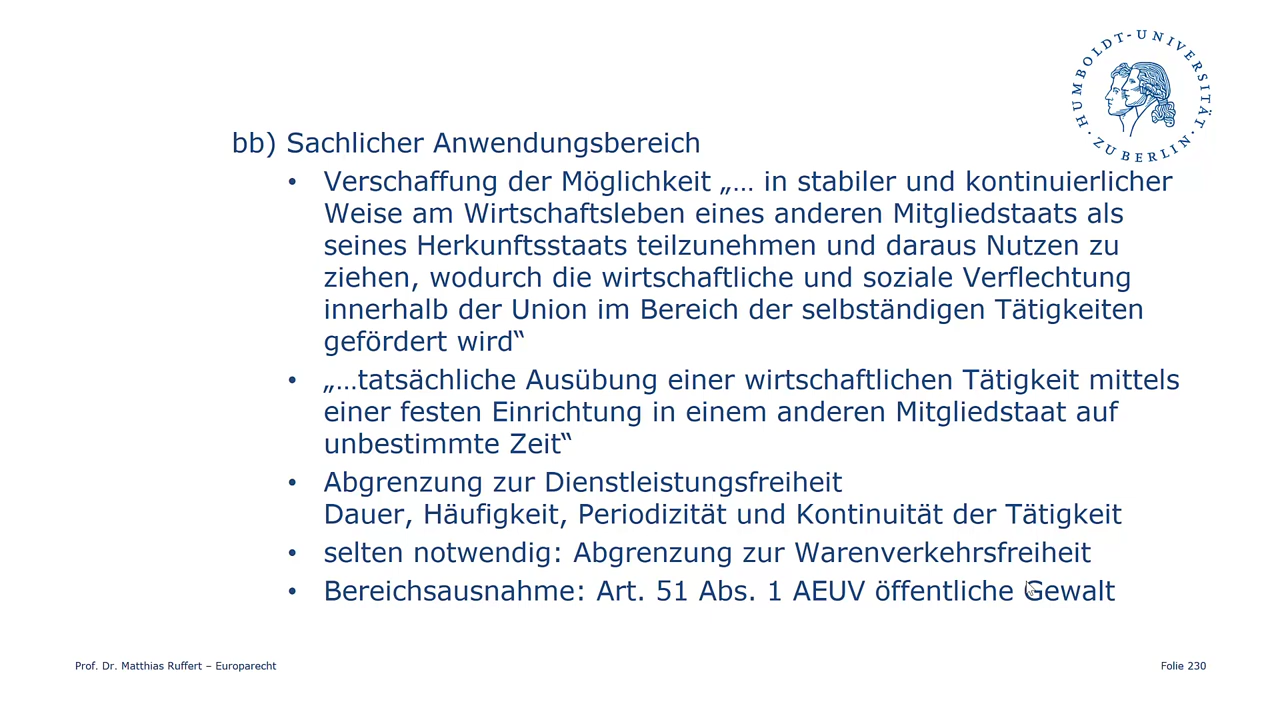 HUMBOLDT-UNIVERSITÄT
· ZU BERLIN ·
bb) Sachlicher Anwendungsbereich
• Verschaffung der Möglichkeit „… in stabiler und kontinuierlicher
Weise am Wirtschaftsleben eines anderen Mitgliedstaats als
seines Herkunftsstaats teilzunehmen und daraus Nutzen zu
ziehen, wodurch die wirtschaftliche und soziale Verflechtung
innerhalb der Union im Bereich der selbständigen Tätigkeiten
gefördert wird“
• „…tatsächliche Ausübung einer wirtschaftlichen Tätigkeit mittels
einer festen Einrichtung in einem anderen Mitgliedstaat auf
unbestimmte Zeit“
• Abgrenzung zur Dienstleistungsfreiheit
Dauer, Häufigkeit, Periodizität und Kontinuität der Tätigkeit
• selten notwendig: Abgrenzung zur Warenverkehrsfreiheit
• Bereichsausnahme: Art. 51 Abs. 1 AEUV öffentliche Gewalt
Prof. Dr. Matthias Ruffert – Europarecht
Folie 230